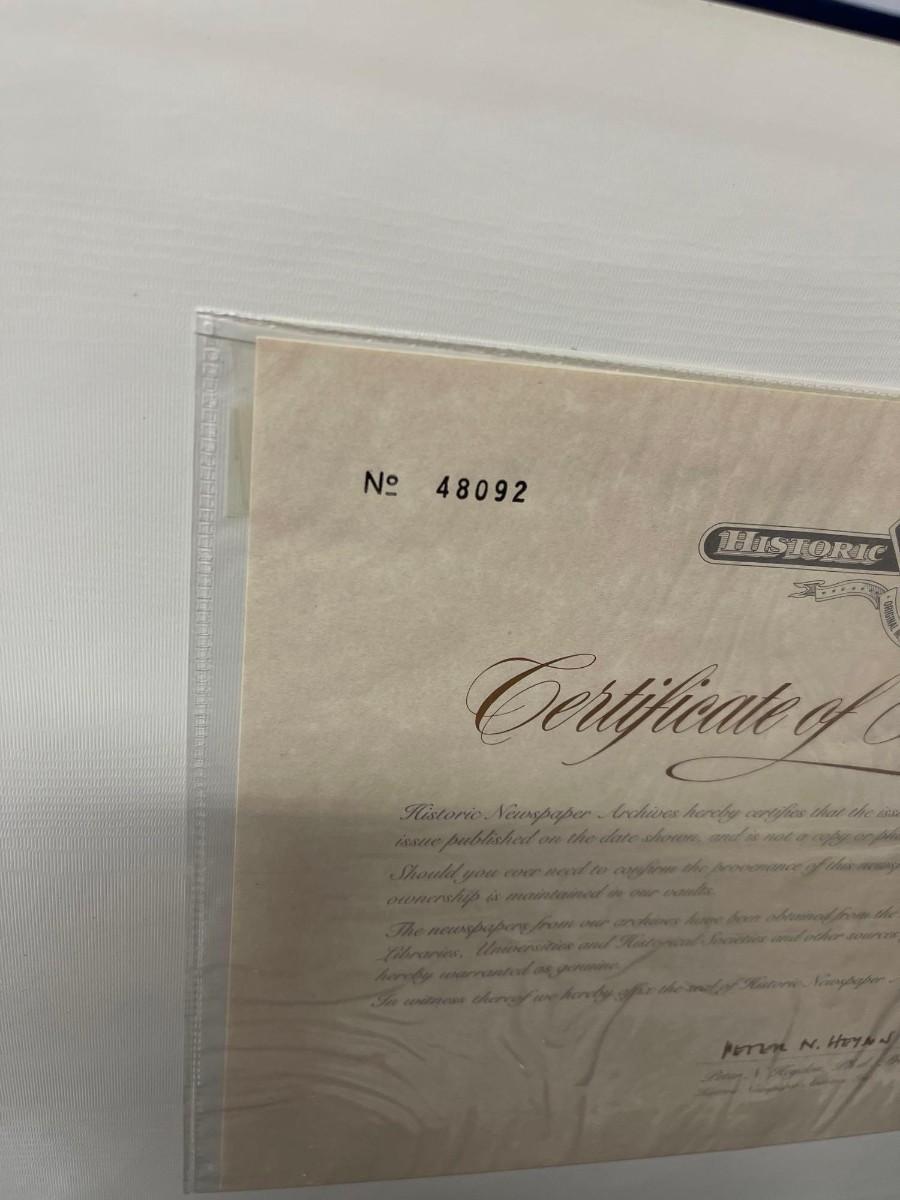 Nº 48092
HISTORIC
ORIGINAL
Certificate of
Historic Newspaper Archives hereby certifies that the
issue published on the date shown, and is not a copy or
Should you ever need to confirm the provenance of this
ownership is maintained in our vaults.
The newspapers from our archives have been obtained from the
Libraries, Universities and Historical Societies and other sources
hereby warranted as genuine.
In witness thereof we hereby affix the seal of Historic Newspaper
PETER N.
Peter N.